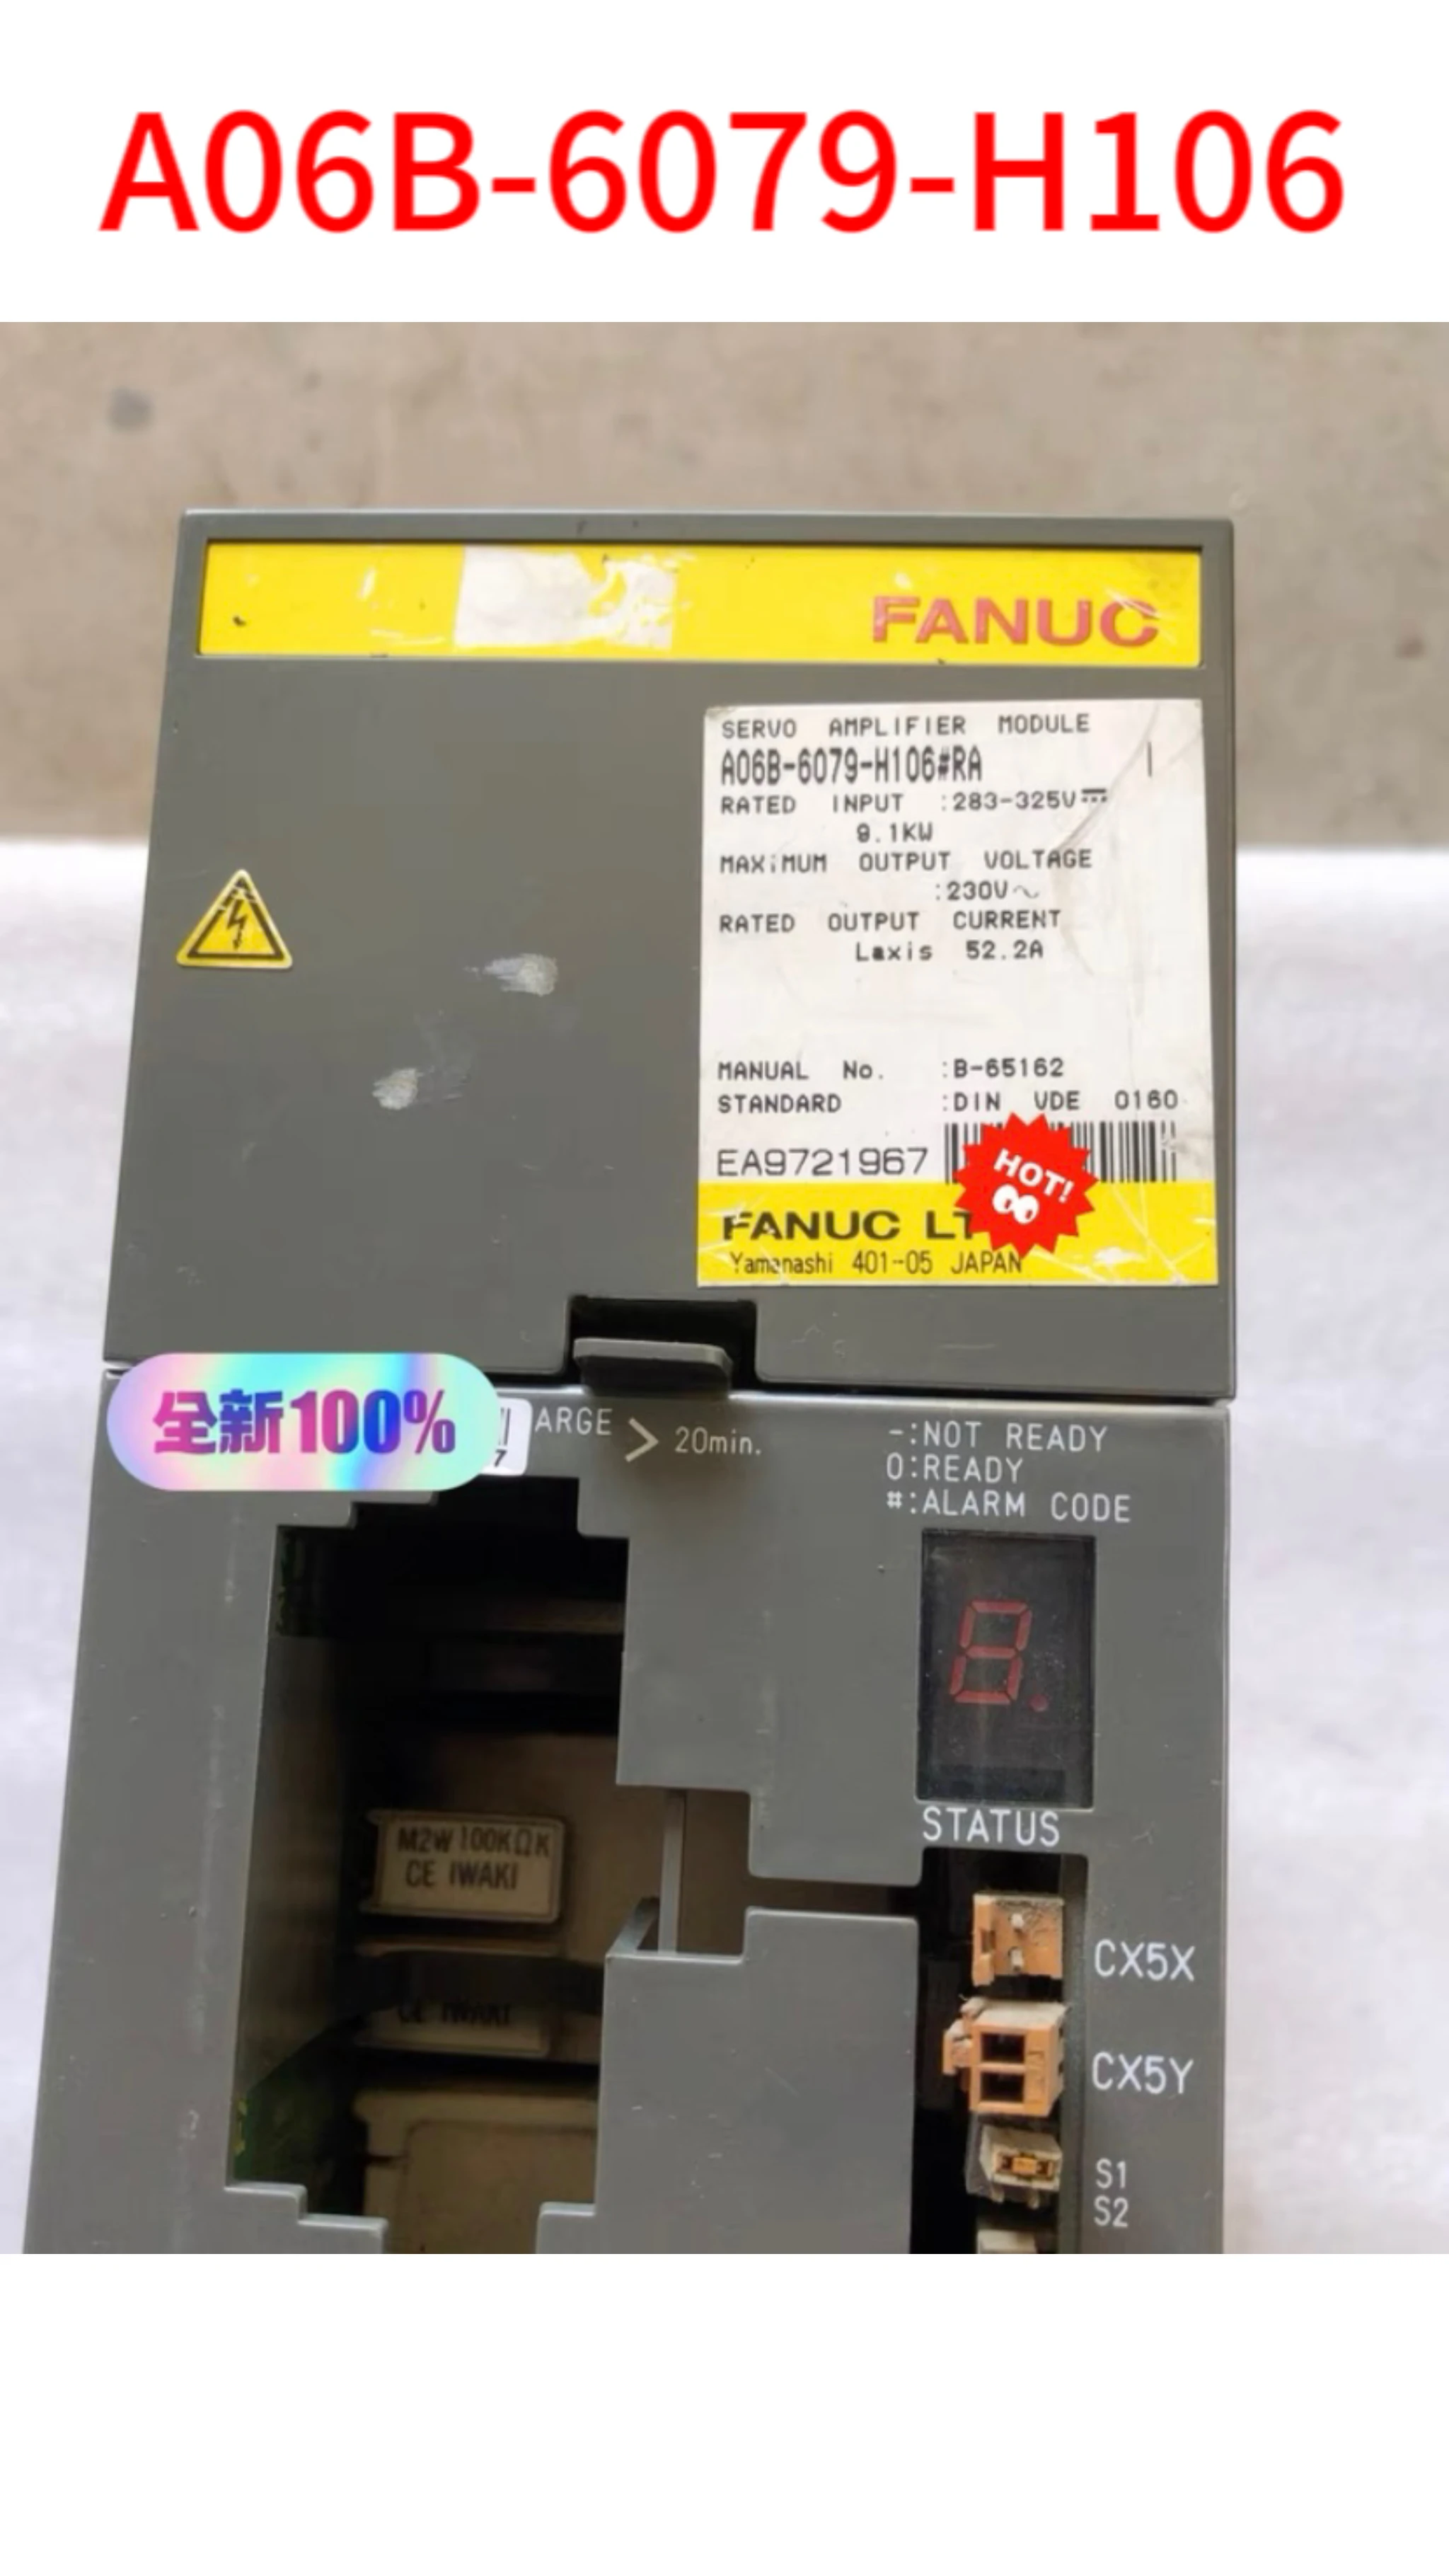 A06B-6079-H106
FANUC
SERVO AMPLIFIER MODULE
A06B-6079-H106#RA
RATED INPUT :283-325V
9.1KW
MAXIMUM OUTPUT VOLTAGE
:230V~
RATED OUTPUT CURRENT
Laxis 52.2A
MANUAL No. :B-65162
STANDARD :DIN VDE 0160
EA9721967
HOT!
FANUC
Yamanashi 401-05 JAPAN
全新100%
7
ARGE > 20min.
-:NOT READY
0:READY
#:ALARM CODE
8.
STATUS
M2W 100KΩK
CE IWAKI
CE IWAKI
CX5X
CX5Y
S1
S2